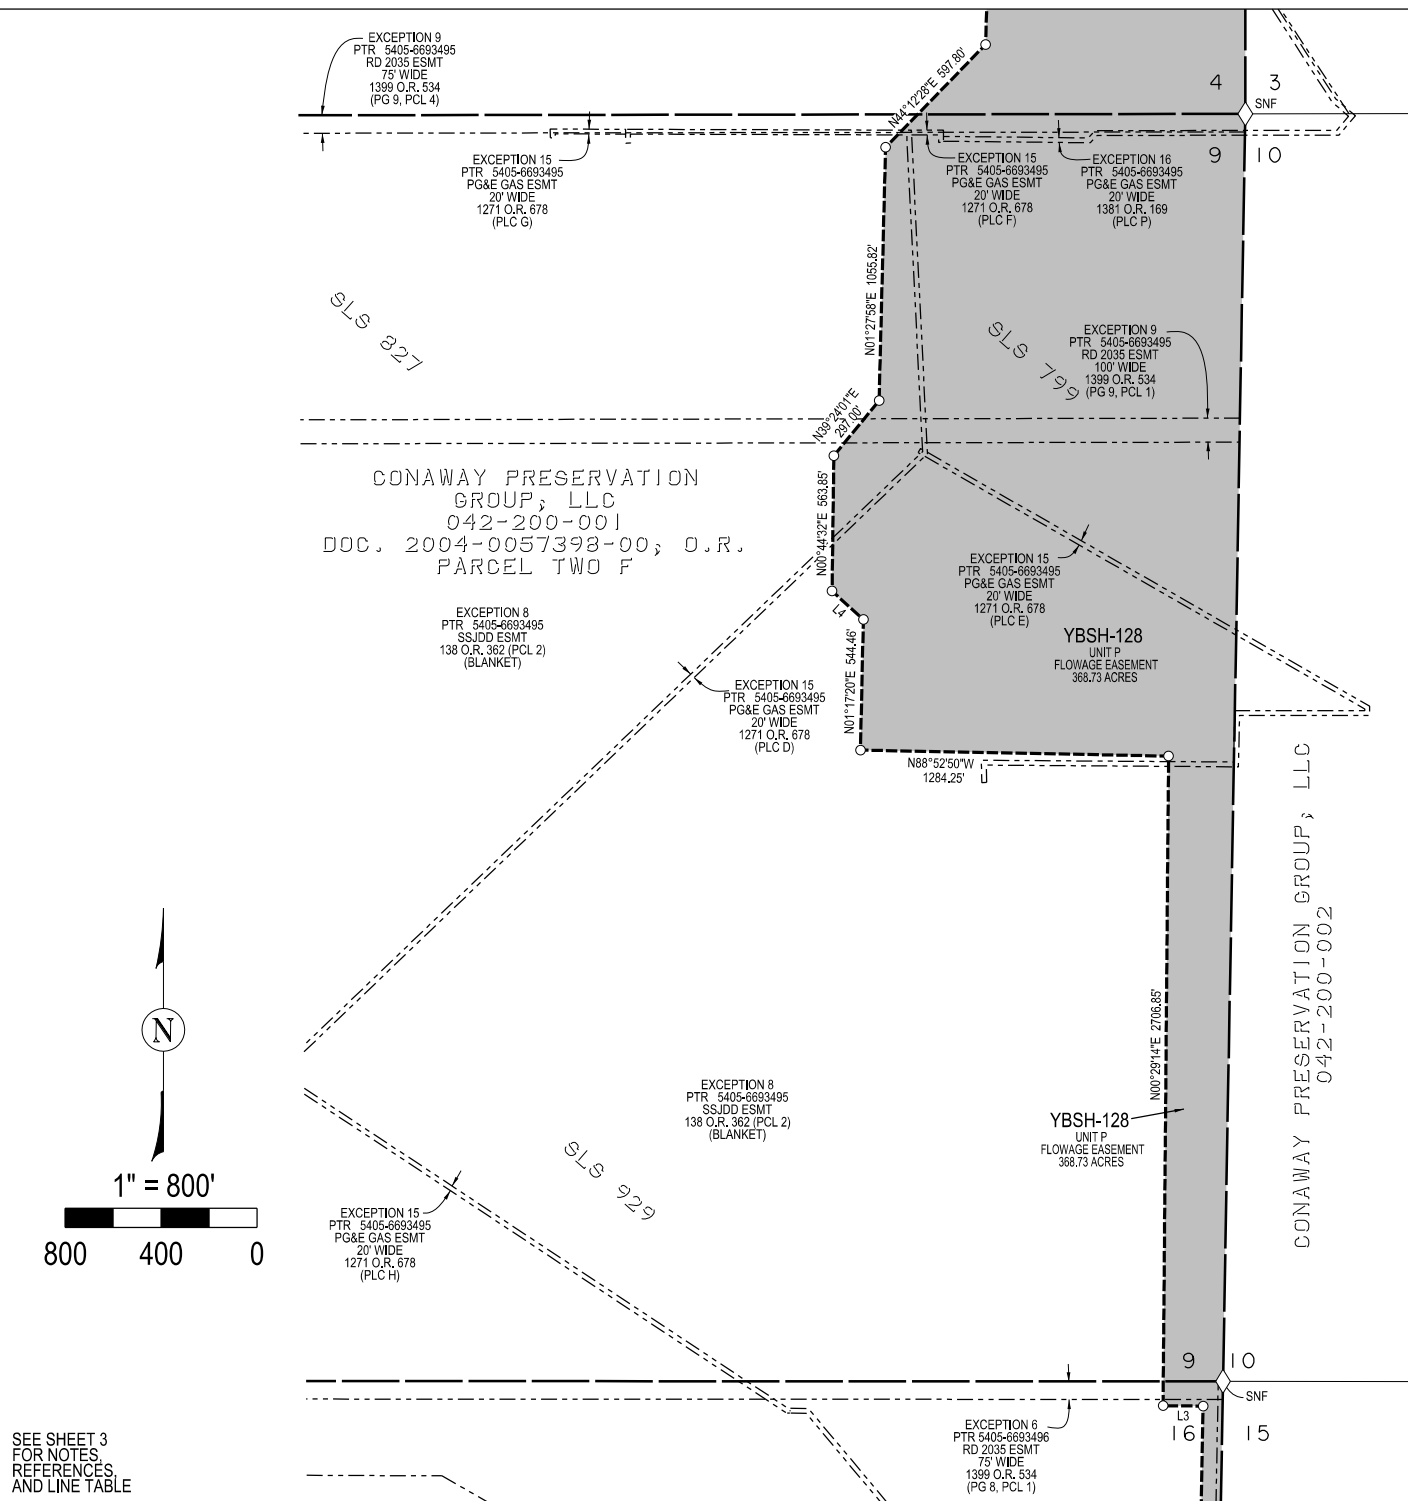 EXCEPTION 9
PTR 5405-6693495
RD 2035 ESMT
75' WIDE
1399 O.R. 534
(PG 9, PCL 4)
N44°12'28"E 597.80'
4
3
SNF
9
10
EXCEPTION 15
PTR 5405-6693495
PG&E GAS ESMT
20' WIDE
1271 O.R. 678
(PLC G)
EXCEPTION 15
PTR 5405-6693495
PG&E GAS ESMT
20' WIDE
1271 O.R. 678
(PLC F)
EXCEPTION 16
PTR 5405-6693495
PG&E GAS ESMT
20' WIDE
1381 O.R. 169
(PLC P)
N01°27'58"E 1055.82'
SLS 827
SLS 799
EXCEPTION 9
PTR 5405-6693495
RD 2035 ESMT
100' WIDE
1399 O.R. 534
(PG 9, PCL 1)
N39°24'01"E
297.00'
CONAWAY PRESERVATION
GROUP, LLC
042-200-001
DOC. 2004-0057398-00, O.R.
PARCEL TWO F
N00°44'32"E 563.85'
EXCEPTION 15
PTR 5405-6693495
PG&E GAS ESMT
20' WIDE
1271 O.R. 678
(PLC E)
EXCEPTION 8
PTR 5405-6693495
SSJDD ESMT
138 O.R. 362 (PCL 2)
(BLANKET)
L4
YBSH-128
UNIT P
FLOWAGE EASEMENT
368.73 ACRES
N01°17'20"E 544.46'
EXCEPTION 15
PTR 5405-6693495
PG&E GAS ESMT
20' WIDE
1271 O.R. 678
(PLC D)
N88°52'50"W
1284.25'
CONAWAY PRESERVATION GROUP, LLC
042-200-002
N00°29'14"E 2706.85'
N
EXCEPTION 8
PTR 5405-6693495
SSJDD ESMT
138 O.R. 362 (PCL 2)
(BLANKET)
YBSH-128
UNIT P
FLOWAGE EASEMENT
368.73 ACRES
SLS 929
1" = 800'
800 400 0
EXCEPTION 15
PTR 5405-6693495
PG&E GAS ESMT
20' WIDE
1271 O.R. 678
(PLC H)
9
10
SNF
L3
16
15
EXCEPTION 6
PTR 5405-6693496
RD 2035 ESMT
75' WIDE
1399 O.R. 534
(PG 8, PCL 1)
SEE SHEET 3
FOR NOTES,
REFERENCES,
AND LINE TABLE